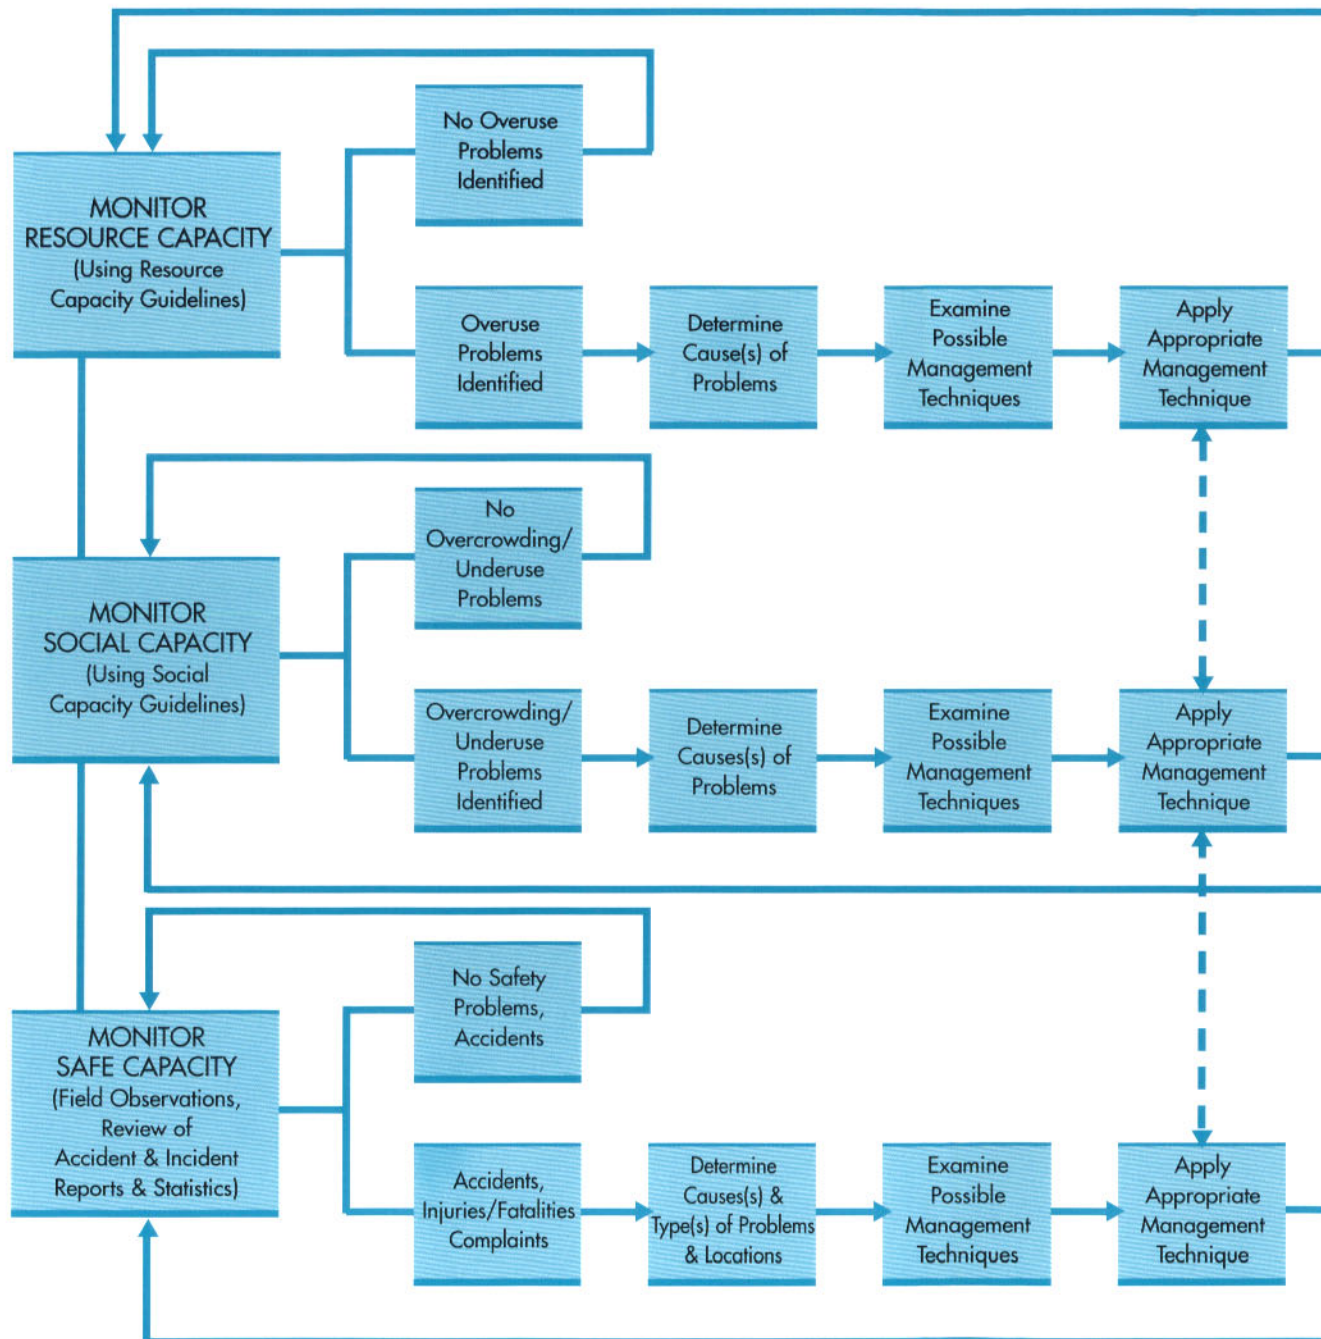 No Overuse
Problems
Identified
MONITOR
RESOURCE CAPACITY
(Using Resource
Capacity Guidelines)
Overuse
Problems
Identified
Determine
Cause(s) of
Problems
Examine
Possible
Management
Techniques
Apply
Appropriate
Management
Technique
No
Overcrowding/
Underuse
Problems
MONITOR
SOCIAL CAPACITY
(Using Social
Capacity Guidelines)
Overcrowding/
Underuse
Problems
Identified
Determine
Causes(s) of
Problems
Examine
Possible
Management
Techniques
Apply
Appropriate
Management
Technique
No Safety
Problems,
Accidents
MONITOR
SAFE CAPACITY
(Field Observations,
Review of
Accident & Incident
Reports & Statistics)
Accidents,
Injuries/Fatalities
Complaints
Determine
Causes(s) &
Type(s) of Problems
& Locations
Examine
Possible
Management
Techniques
Apply
Appropriate
Management
Technique